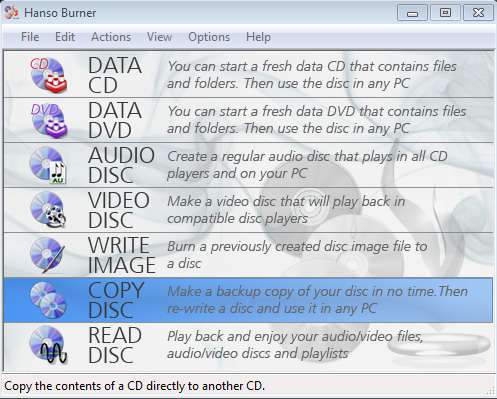 Hanso Burner
File Edit Actions View Options Help
CD
DATA
CD
You can start a fresh data CD that contains files
and folders. Then use the disc in any PC
DVD
DATA
DVD
You can start a fresh data DVD that contains files
and folders. Then use the disc in any PC
AU
AUDIO
DISC
Create a regular audio disc that plays in all CD
players and on your PC
VIDEO
DISC
Make a video disc that will play back in
compatible disc players
WRITE
IMAGE
Burn a previously created disc image file to
a disc
COPY
DISC
Make a backup copy of your disc in no time.Then
re-write a disc and use it in any PC
READ
DISC
Play back and enjoy your audio/video files,
audio/video discs and playlists
Copy the contents of a CD directly to another CD.